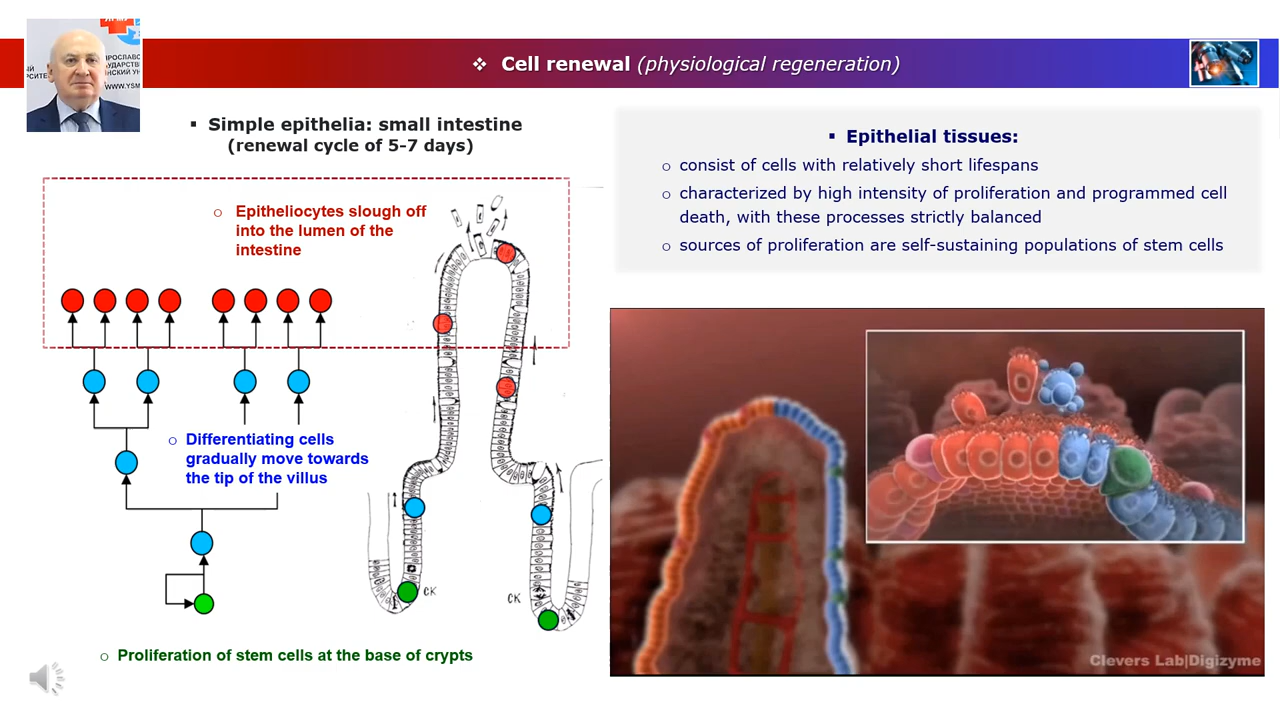 ❖ Cell renewal (physiological regeneration)
ЯРОСЛАВСК
УДАРСТВЕ
WWW.YSM
▪ Simple epithelia: small intestine
(renewal cycle of 5-7 days)
○ Epitheliocytes slough off
into the lumen of the
intestine
○ Differentiating cells
gradually move towards
the tip of the villus
СК
СК
○ Proliferation of stem cells at the base of crypts
▪ Epithelial tissues:
○ consist of cells with relatively short lifespans
○ characterized by high intensity of proliferation and programmed cell
death, with these processes strictly balanced
○ sources of proliferation are self-sustaining populations of stem cells
Clevers Lab|Digizyme